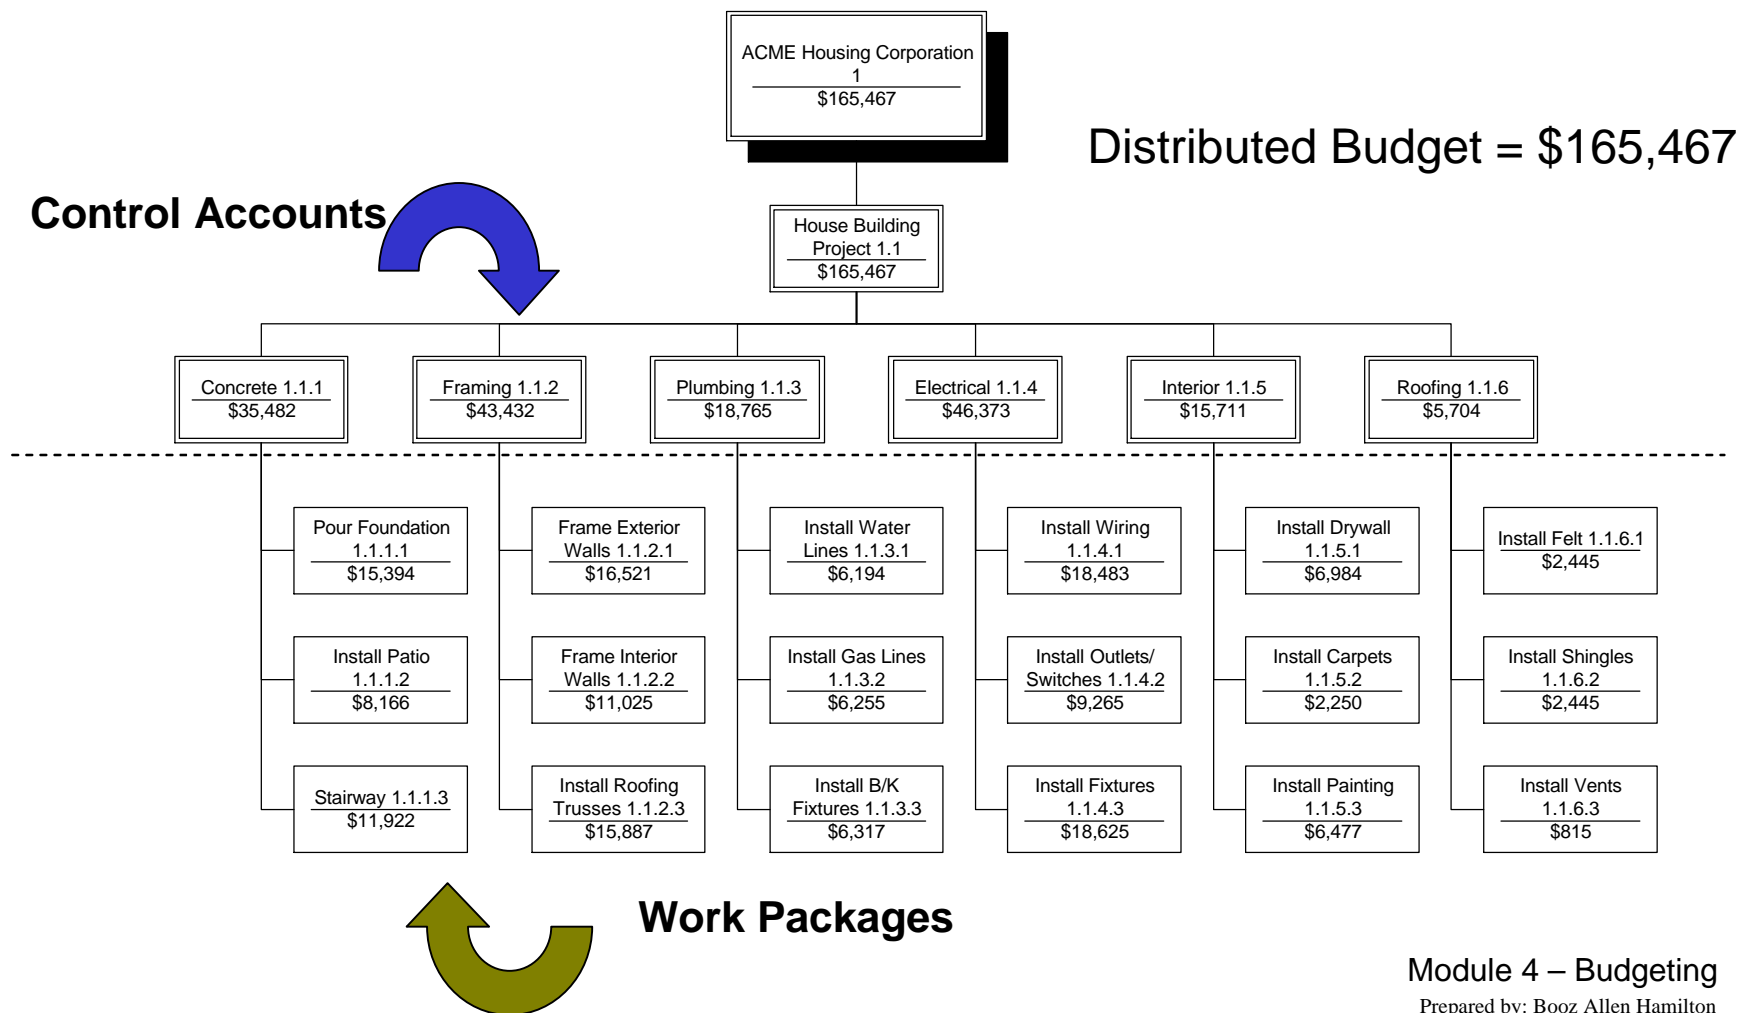 ACME Housing Corporation
1
$165,467
Distributed Budget = $165,467
Control Accounts
House Building
Project 1.1
$165,467
Concrete 1.1.1
$35,482
Framing 1.1.2
$43,432
Plumbing 1.1.3
$18,765
Electrical 1.1.4
$46,373
Interior 1.1.5
$15,711
Roofing 1.1.6
$5,704
Pour Foundation
1.1.1.1
$15,394
Frame Exterior
Walls 1.1.2.1
$16,521
Install Water
Lines 1.1.3.1
$6,194
Install Wiring
1.1.4.1
$18,483
Install Drywall
1.1.5.1
$6,984
Install Felt 1.1.6.1
$2,445
Install Patio
1.1.1.2
$8,166
Frame Interior
Walls 1.1.2.2
$11,025
Install Gas Lines
1.1.3.2
$6,255
Install Outlets/
Switches 1.1.4.2
$9,265
Install Carpets
1.1.5.2
$2,250
Install Shingles
1.1.6.2
$2,445
Stairway 1.1.1.3
$11,922
Install Roofing
Trusses 1.1.2.3
$15,887
Install B/K
Fixtures 1.1.3.3
$6,317
Install Fixtures
1.1.4.3
$18,625
Install Painting
1.1.5.3
$6,477
Install Vents
1.1.6.3
$815
Work Packages
Module 4 – Budgeting
Prepared by: Booz Allen Hamilton